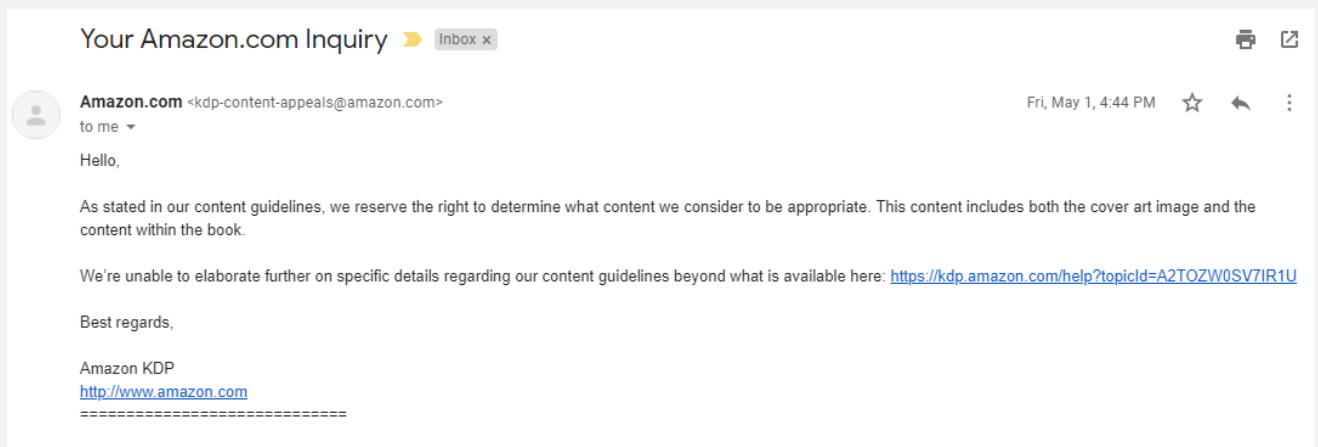 Your Amazon.com Inquiry Inbox x
Amazon.com <kdp-content-appeals@amazon.com> Fri, May 1, 4:44 PM
to me
Hello,
As stated in our content guidelines, we reserve the right to determine what content we consider to be appropriate. This content includes both the cover art image and the
content within the book.
We're unable to elaborate further on specific details regarding our content guidelines beyond what is available here: https://kdp.amazon.com/help?topicId=A2TOZW0SV7IR1U
Best regards,
Amazon KDP
http://www.amazon.com
=============================